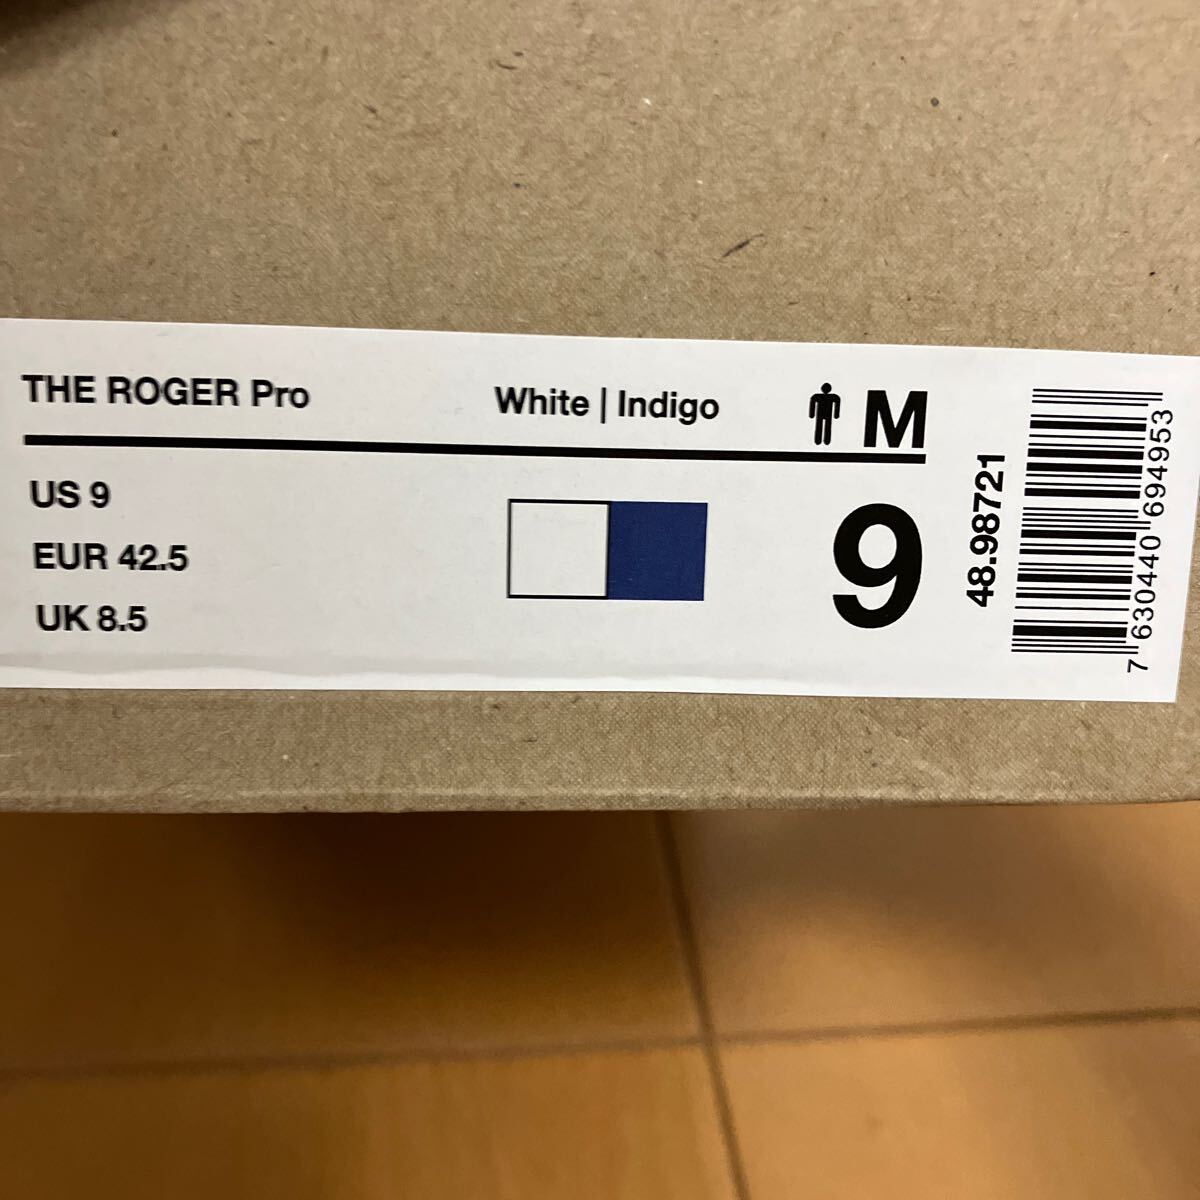 THE ROGER Pro
White | Indigo
M
US 9
EUR 42.5
UK 8.5
9
48.98721
7 630440 694953